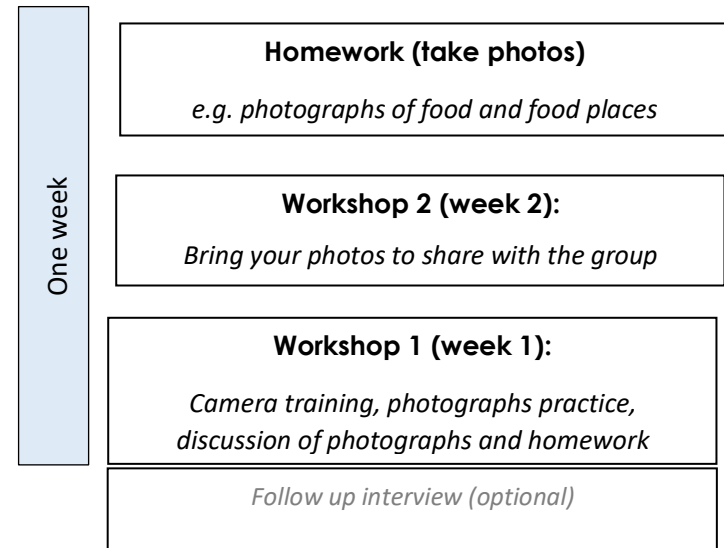 One week
Homework (take photos)
e.g. photographs of food and food places
Workshop 2 (week 2):
Bring your photos to share with the group
Workshop 1 (week 1):
Camera training, photographs practice,
discussion of photographs and homework
Follow up interview (optional)